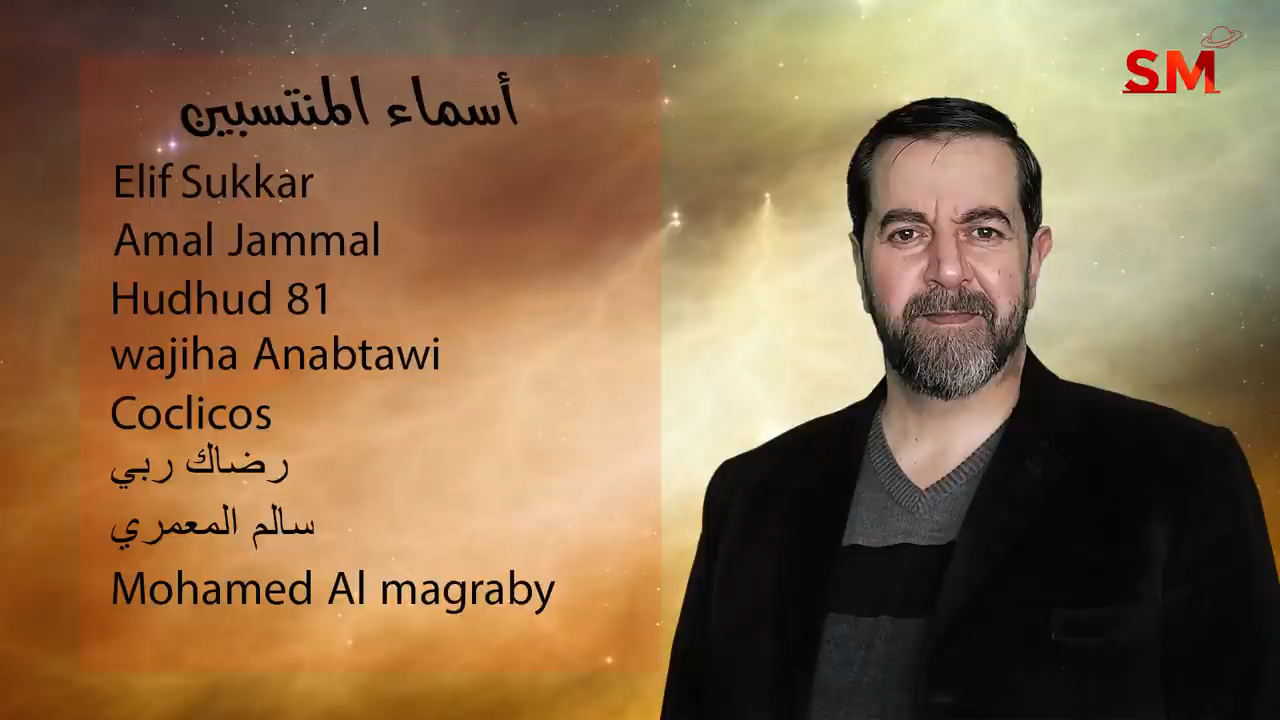 SM
أسماء المنتسبين
Elif Sukkar
Amal Jammal
Hudhud 81
wajiha Anabtawi
Coclicos
رضاك ربي
سالم المعمري
Mohamed Al magraby